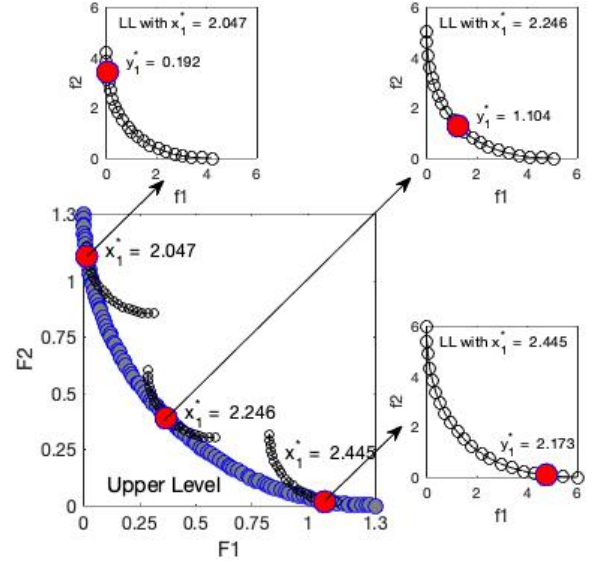 6
LL with x₁* = 2.047
4
y₁* = 0.192
f2
2
0
0 2 4 6
f1
6
LL with x₁* = 2.246
4
f2
2
y₁* = 1.104
0
0 2 4 6
f1
1.3
x₁* = 2.047
1
0.75
F2
0.5
x₁* = 2.246
0.25
x₁* = 2.445
Upper Level
0
0 0.25 0.5 0.75 1 1.3
F1
6
LL with x₁* = 2.445
4
f2
2
y₁* = 2.173
0
0 2 4 6
f1